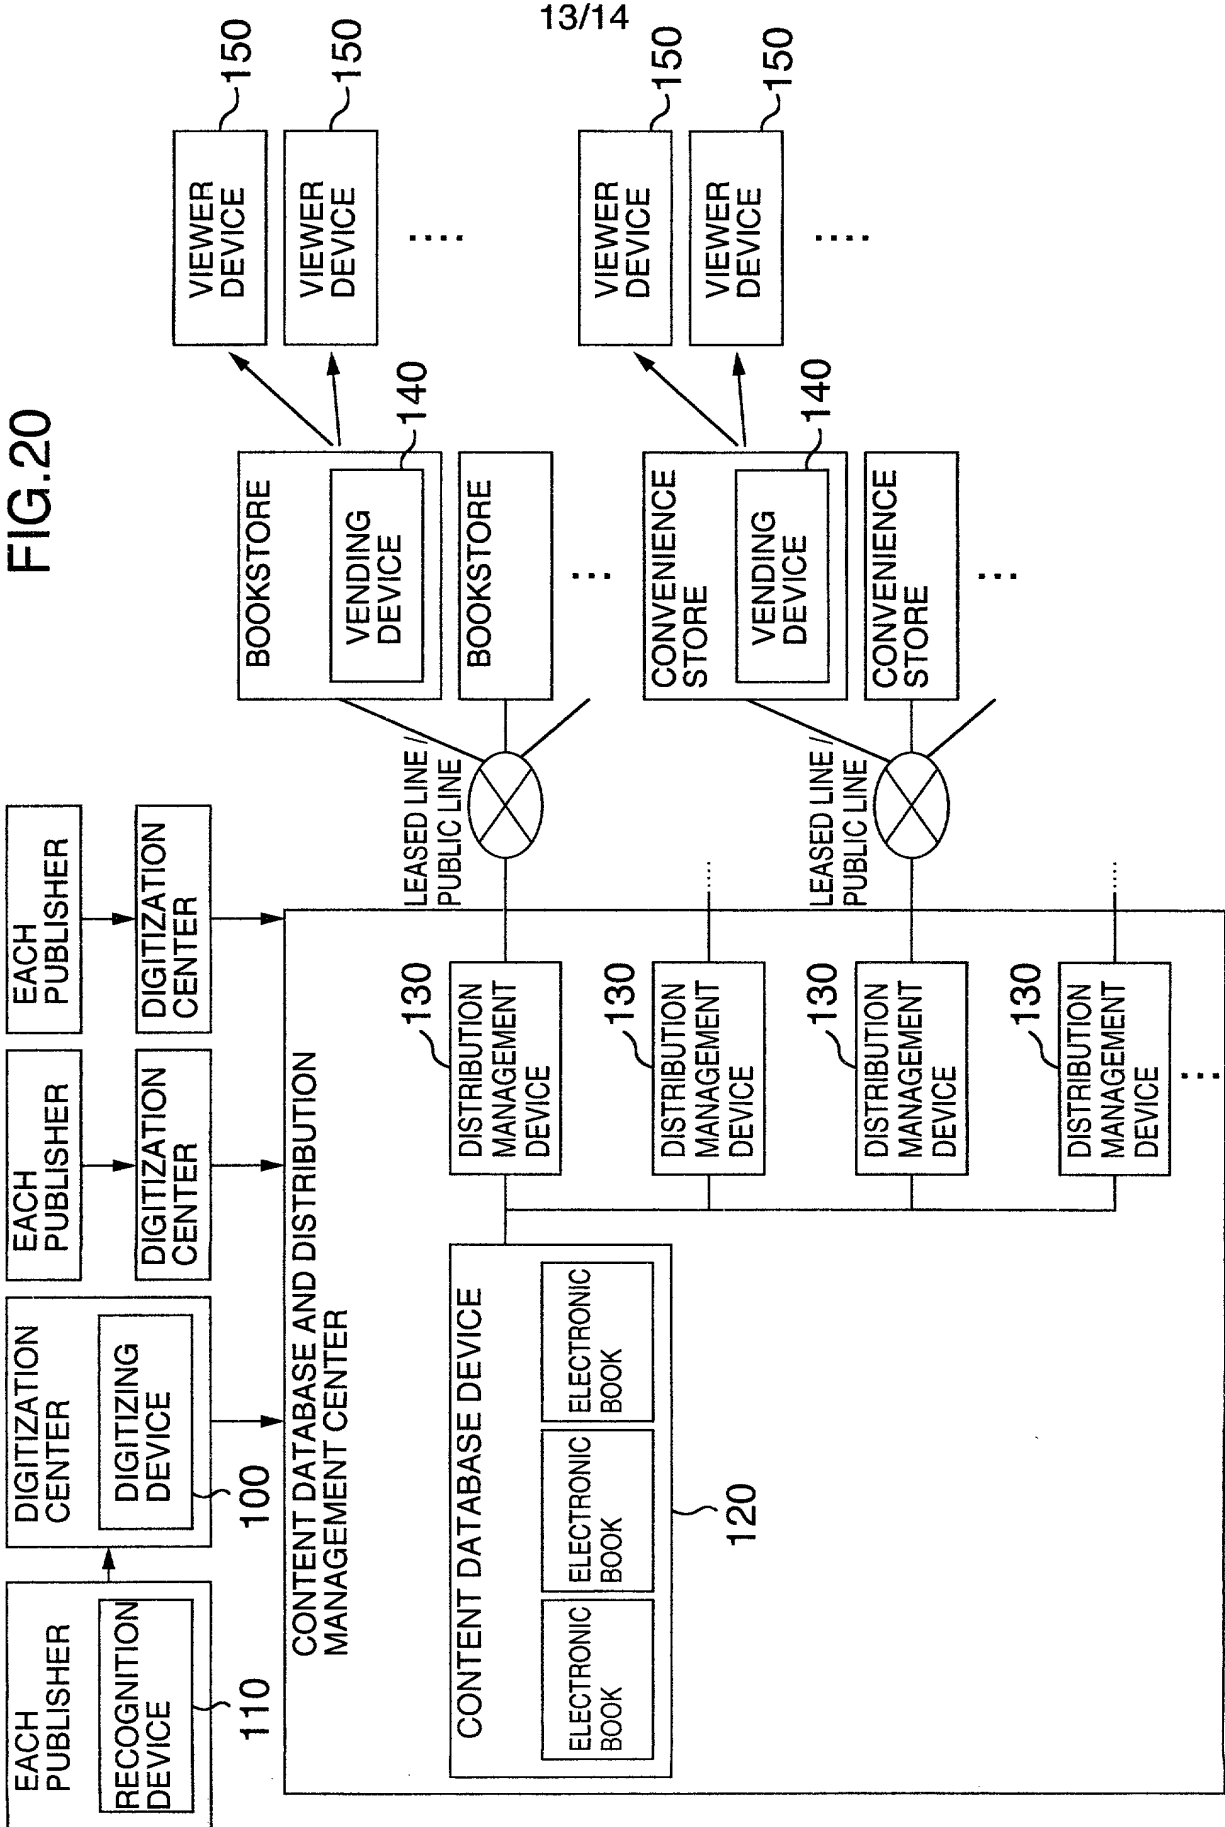 13/14
FIG.20
EACH
PUBLISHER
RECOGNITION
DEVICE
110
DIGITIZATION
CENTER
DIGITIZING
DEVICE
100
EACH
PUBLISHER
DIGITIZATION
CENTER
EACH
PUBLISHER
DIGITIZATION
CENTER
CONTENT DATABASE AND DISTRIBUTION
MANAGEMENT CENTER
CONTENT DATABASE DEVICE
ELECTRONIC
BOOK
ELECTRONIC
BOOK
ELECTRONIC
BOOK
120
130
DISTRIBUTION
MANAGEMENT
DEVICE
130
DISTRIBUTION
MANAGEMENT
DEVICE
130
DISTRIBUTION
MANAGEMENT
DEVICE
130
DISTRIBUTION
MANAGEMENT
DEVICE
LEASED LINE /
PUBLIC LINE
LEASED LINE /
PUBLIC LINE
BOOKSTORE
VENDING
DEVICE
140
BOOKSTORE
CONVENIENCE
STORE
VENDING
DEVICE
140
CONVENIENCE
STORE
VIEWER
DEVICE
150
VIEWER
DEVICE
150
VIEWER
DEVICE
150
VIEWER
DEVICE
150